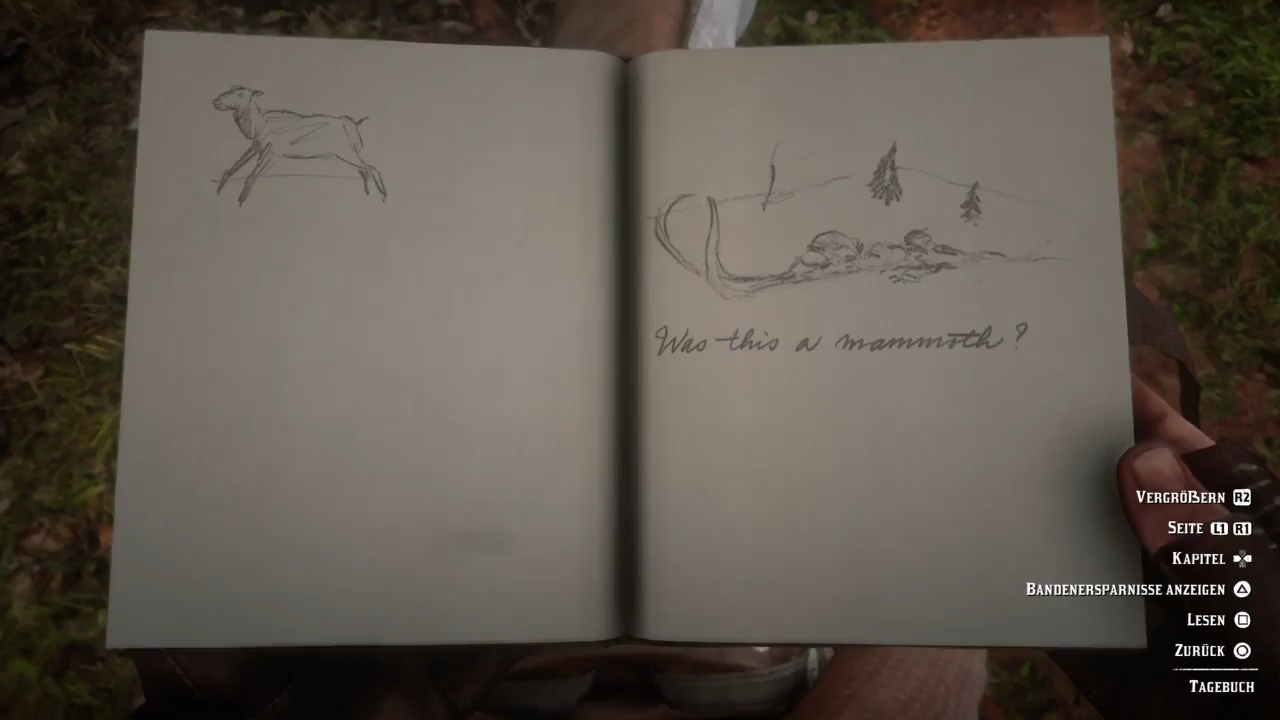 Was this a mammoth?
VERGRÖẞERN R2
SEITE L1 R1
KAPITEL
BANDENERSPARNISSE ANZEIGEN
LESEN
ZURÜCK
TAGEBUCH